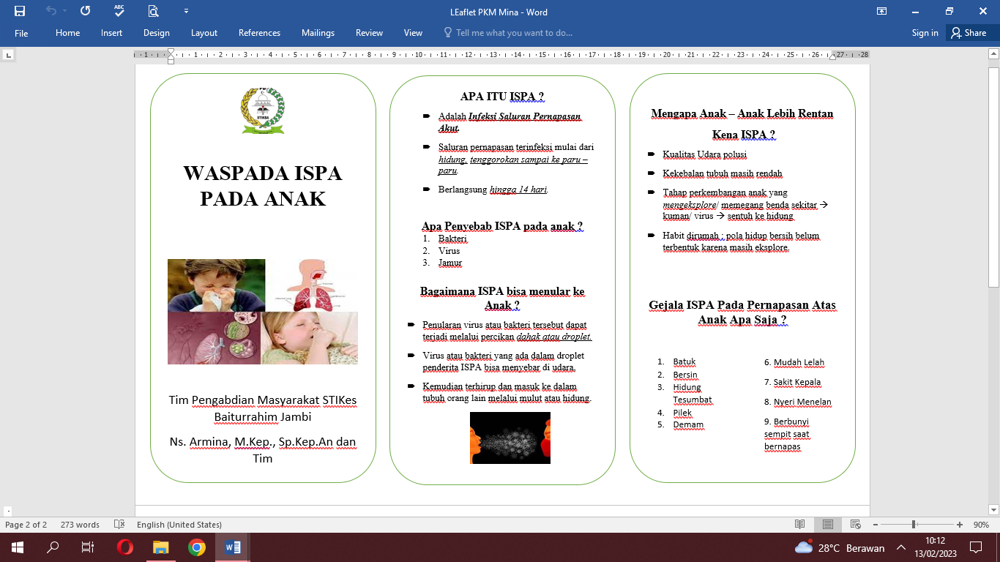 LEaflet PKM Mina - Word
File Home Insert Design Layout References Mailings Review View Tell me what you want to do... Sign in Share
STIKBA
WASPADA ISPA
PADA ANAK
Tim Pengabdian Masyarakat STIKes
Baiturrahim Jambi
Ns. Armina, M.Kep., Sp.Kep.An dan
Tim
APA ITU ISPA ?
Adalah Infeksi Saluran Pernapasan
Akut.
Saluran pernapasan terinfeksi mulai dari
hidung, tenggorokan sampai ke paru –
paru.
Berlangsung hingga 14 hari.
Apa Penyebab ISPA pada anak ?
1. Bakteri
2. Virus
3. Jamur
Bagaimana ISPA bisa menular ke
Anak ?
Penularan virus atau bakteri tersebut dapat
terjadi melalui percikan dahak atau droplet.
Virus atau bakteri yang ada dalam droplet
penderita ISPA bisa menyebar di udara.
Kemudian terhirup dan masuk ke dalam
tubuh orang lain melalui mulut atau hidung.
Mengapa Anak – Anak Lebih Rentan
Kena ISPA ?
Kualitas Udara polusi
Kekebalan tubuh masih rendah
Tahap perkembangan anak yang
mengeksplore/ memegang benda sekitar →
kuman/ virus → sentuh ke hidung
Habit dirumah : pola hidup bersih belum
terbentuk karena masih eksplore.
Gejala ISPA Pada Pernapasan Atas
Anak Apa Saja ?
1. Batuk
2. Bersin
3. Hidung
Tesumbat
4. Pilek
5. Demam
6. Mudah Lelah
7. Sakit Kepala
8. Nyeri Menelan
9. Berbunyi
sempit saat
bernapas
Page 2 of 2 273 words English (United States) 90%
28°C Berawan 10:12
13/02/2023